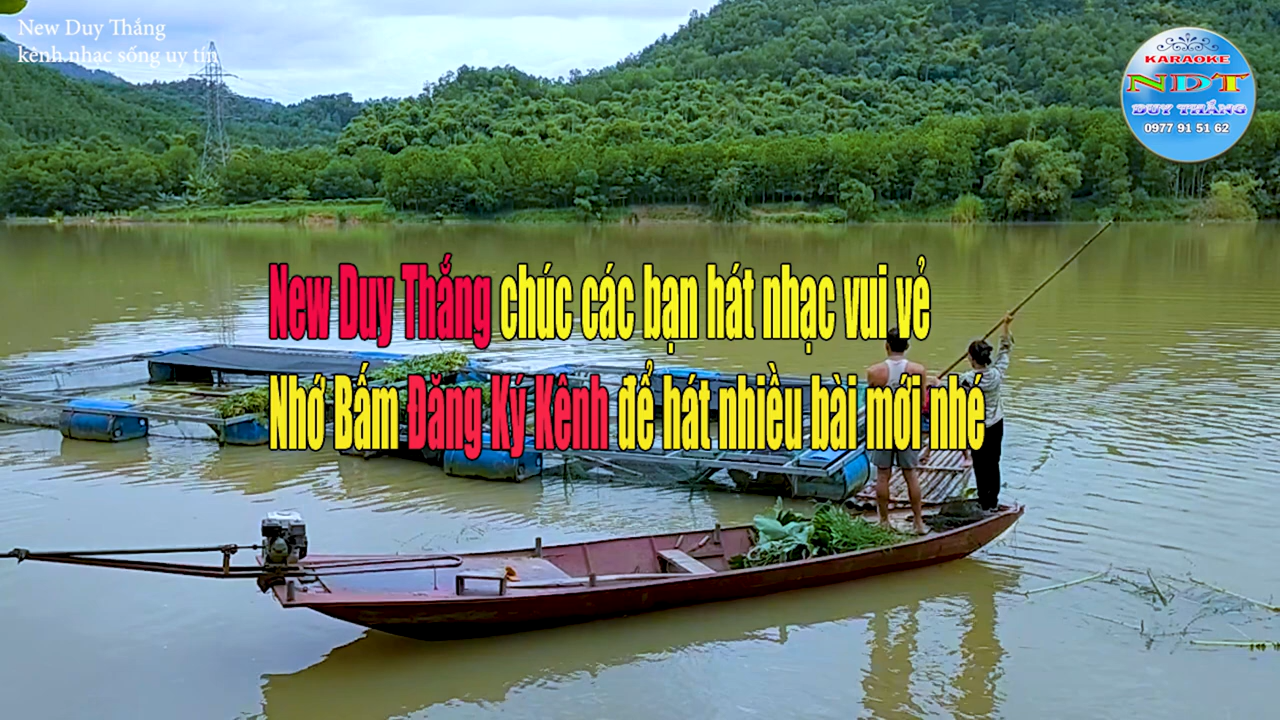 New Duy Thắng
kênh nhạc sống uy tín
KARAOKE
NDT
DUY THẮNG
0977 91 51 62
New Duy Thắng chúc các bạn hát nhạc vui vẻ
Nhớ Bấm Đăng Ký Kênh để hát nhiều bài mới nhé